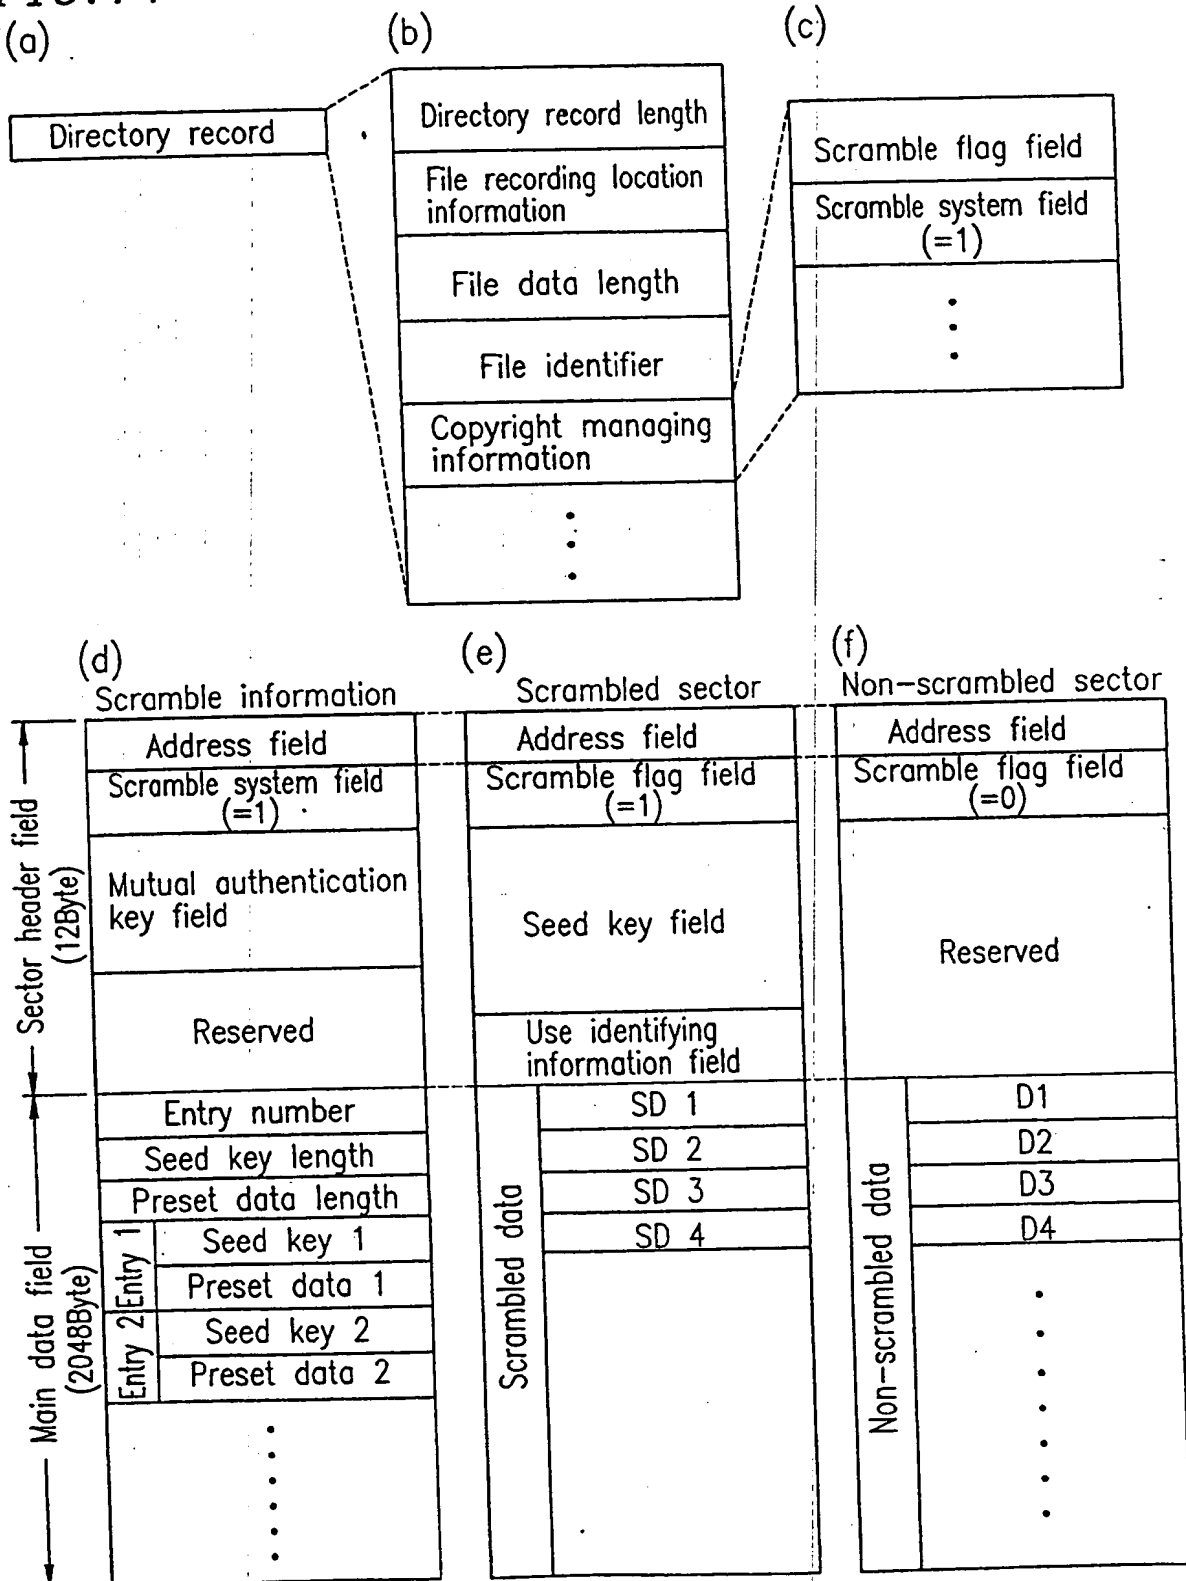 (a)
(b)
(c)
Directory record
Directory record length
File recording location
information
File data length
File identifier
Copyright managing
information
Scramble flag field
Scramble system field
(=1)
(d)
(e)
(f)
Scramble information
Scrambled sector
Non-scrambled sector
Sector header field
(12Byte)
Main data field
(2048Byte)
Address field
Scramble system field
(=1)
Mutual authentication
key field
Reserved
Entry number
Seed key length
Preset data length
Entry 1
Seed key 1
Preset data 1
Entry 2
Seed key 2
Preset data 2
Address field
Scramble flag field
(=1)
Seed key field
Use identifying
information field
Scrambled data
SD 1
SD 2
SD 3
SD 4
Address field
Scramble flag field
(=0)
Reserved
Non-scrambled data
D1
D2
D3
D4